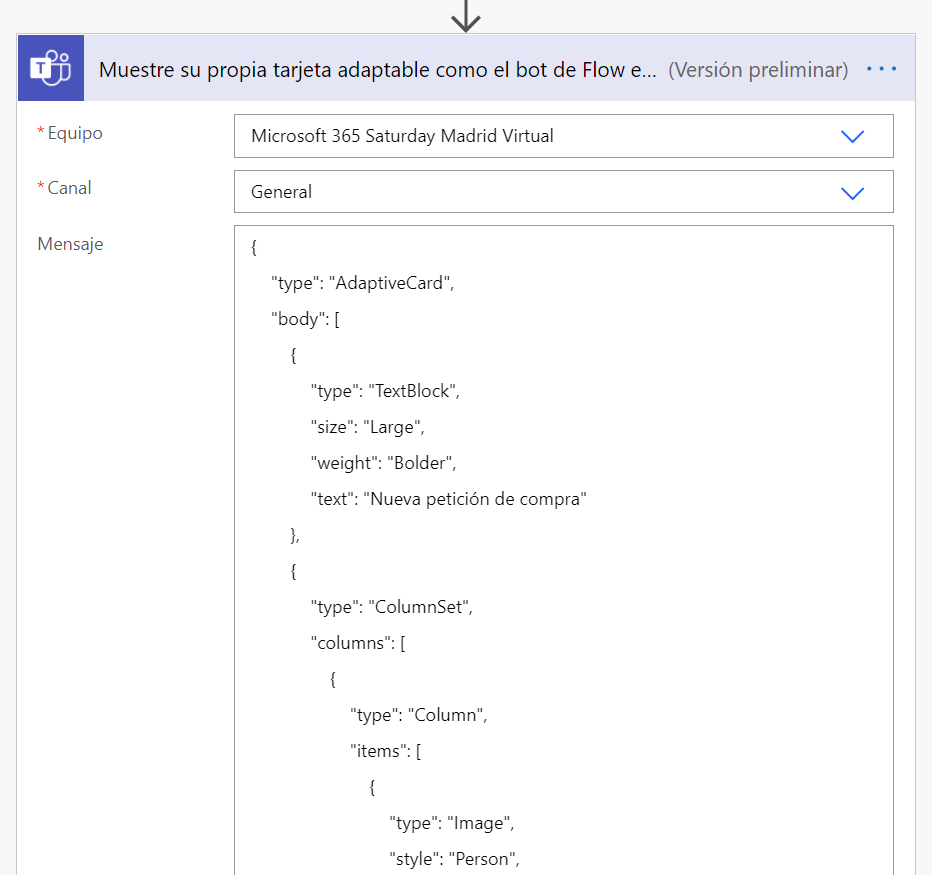 Muestre su propia tarjeta adaptable como el bot de Flow e... (Versión preliminar) ...
* Equipo
Microsoft 365 Saturday Madrid Virtual
* Canal
General
Mensaje
{
"type": "AdaptiveCard",
"body": [
{
"type": "TextBlock",
"size": "Large",
"weight": "Bolder",
"text": "Nueva petición de compra"
},
{
"type": "ColumnSet",
"columns": [
{
"type": "Column",
"items": [
{
"type": "Image",
"style": "Person",